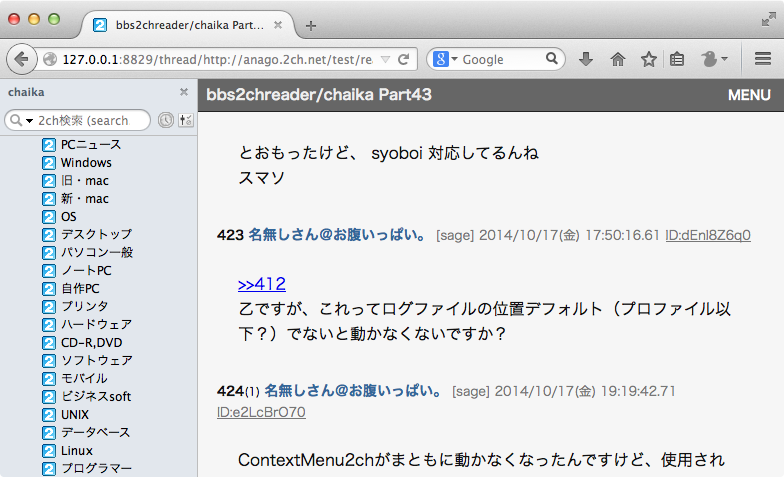 bbs2chreader/chaika Part...
127.0.0.1:8829/thread/http://anago.2ch.net/test/re
Google
chaika
2ch検索 (search
PCニュース
Windows
旧・mac
新・mac
OS
デスクトップ
パソコン一般
ノートPC
自作PC
プリンタ
ハードウェア
CD-R,DVD
ソフトウェア
モバイル
ビジネスsoft
UNIX
データベース
Linux
プログラマー
bbs2chreader/chaika Part43
MENU
とおもったけど、 syoboi 対応してるんね
スマソ
423 名無しさん@お腹いっぱい。 [sage] 2014/10/17(金) 17:50:16.61 ID:dEnl8Z6q0
>>412
乙ですが、これってログファイルの位置デフォルト（プロファイル以
下？）でないと動かなくないですか？
424(1) 名無しさん@お腹いっぱい。 [sage] 2014/10/17(金) 19:19:42.71
ID:e2LcBrO70
ContextMenu2chがまともに動かなくなったんですけど、使用され